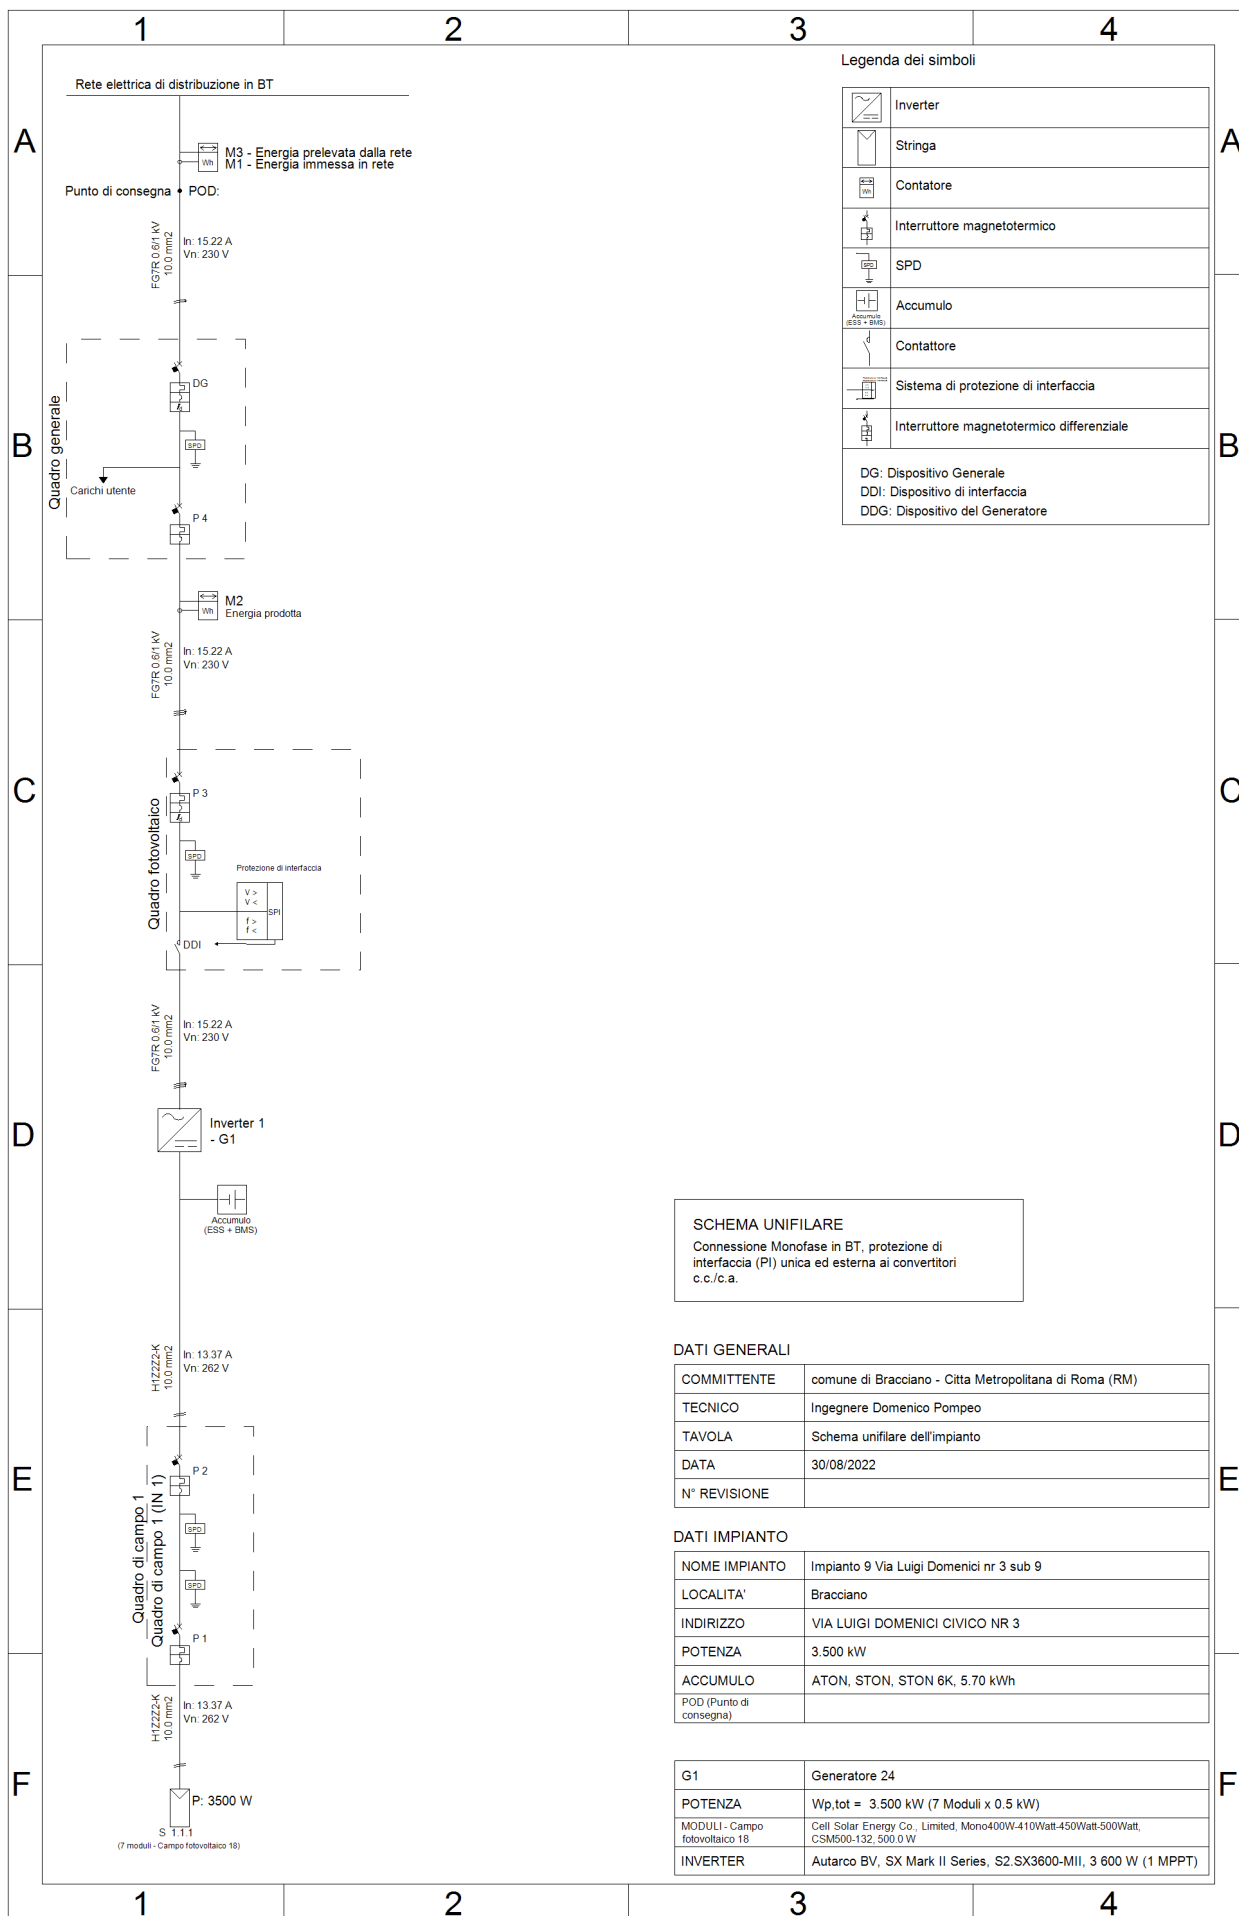 1 2 3 4
A
B
C
D
E
F
A
B
C
D
E
F
Rete elettrica di distribuzione in BT
Wh
M3 - Energia prelevata dalla rete
M1 - Energia immessa in rete
Punto di consegna POD:
FG7R 0.6/1 kV
10.0 mm2
In: 15.22 A
Vn: 230 V
Quadro generale
DG
SPD
Carichi utente
P 4
Wh
M2
Energia prodotta
FG7R 0.6/1 kV
10.0 mm2
In: 15.22 A
Vn: 230 V
Quadro fotovoltaico
P 3
SPD
Protezione di interfaccia
V >
V <
f >
f <
SPI
DDI
FG7R 0.6/1 kV
10.0 mm2
In: 15.22 A
Vn: 230 V
Inverter 1
- G1
Accumulo
(ESS + BMS)
H1Z2Z2-K
10.0 mm2
In: 13.37 A
Vn: 262 V
Quadro di campo 1
Quadro di campo 1 (IN 1)
P 2
SPD
SPD
P 1
H1Z2Z2-K
10.0 mm2
In: 13.37 A
Vn: 262 V
P: 3500 W
S 1.1.1
(7 moduli - Campo fotovoltaico 18)
Legenda dei simboli
Inverter
Stringa
Wh
Contatore
Interruttore magnetotermico
SPD
SPD
Accumulo
(ESS + BMS)
Accumulo
Contattore
Sistema di protezione di interfaccia
Interruttore magnetotermico differenziale
DG: Dispositivo Generale
DDI: Dispositivo di interfaccia
DDG: Dispositivo del Generatore
SCHEMA UNIFILARE
Connessione Monofase in BT, protezione di
interfaccia (PI) unica ed esterna ai convertitori
c.c./c.a.
DATI GENERALI
COMMITTENTE comune di Bracciano - Citta Metropolitana di Roma (RM)
TECNICO Ingegnere Domenico Pompeo
TAVOLA Schema unifilare dell'impianto
DATA 30/08/2022
N° REVISIONE
DATI IMPIANTO
NOME IMPIANTO Impianto 9 Via Luigi Domenici nr 3 sub 9
LOCALITA' Bracciano
INDIRIZZO VIA LUIGI DOMENICI CIVICO NR 3
POTENZA 3.500 kW
ACCUMULO ATON, STON, STON 6K, 5.70 kWh
POD (Punto di
consegna)
G1 Generatore 24
POTENZA Wp,tot = 3.500 kW (7 Moduli x 0.5 kW)
MODULI - Campo
fotovoltaico 18
Cell Solar Energy Co., Limited, Mono400W-410Watt-450Watt-500Watt,
CSM500-132, 500.0 W
INVERTER Autarco BV, SX Mark II Series, S2.SX3600-MII, 3 600 W (1 MPPT)
1 2 3 4